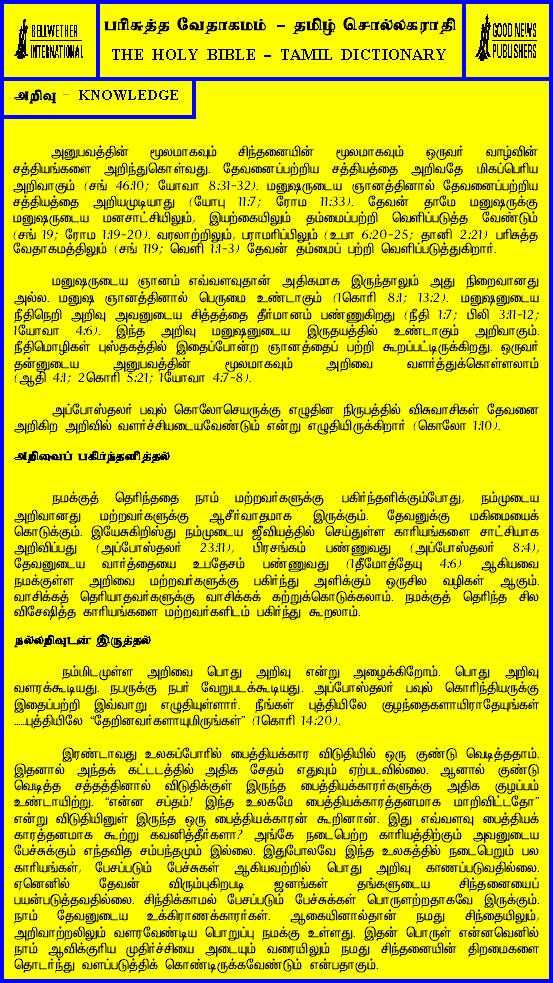 BELLWETHER
INTERNATIONAL
பரிசுத்த வேதாகமம் – தமிழ் சொல்லகராதி
THE HOLY BIBLE – TAMIL DICTIONARY
GOOD NEWS
PUBLISHERS
அறிவு – KNOWLEDGE
அனுபவத்தின் மூலமாகவும் சிந்தனையின் மூலமாகவும் ஒருவர் வாழ்வின்
சத்தியங்களை அறிந்துகொள்வது. தேவனைப்பற்றிய சத்தியத்தை அறிவதே மிகப்பெரிய
அறிவாகும் (சங் 46:10; யோவா 8:31-32). மனுஷருடைய ஞானத்தினால் தேவனைப்பற்றிய
சத்தியத்தை அறியமுடியாது (யோபு 11:7; ரோம 11:33). தேவன் தாமே மனுஷருக்கு
மனுஷருடைய மனசாட்சியிலும், இயற்கையிலும் தம்மைப்பற்றி வெளிப்படுத்த வேண்டும்
(சங் 19; ரோம 1:19-20). வரலாற்றிலும், பராமரிப்பிலும் (உபா 6:20-25; தானி 2:21) பரிசுத்த
வேதாகமத்திலும் (சங் 119; வெளி 1:1-3) தேவன் தம்மைப் பற்றி வெளிப்படுத்துகிறார்.
மனுஷருடைய ஞானம் எவ்வளவுதான் அதிகமாக இருந்தாலும் அது நிறைவானது
அல்ல. மனுஷ ஞானத்தினால் பெருமை உண்டாகும் (1கொரி 8:1; 13:2). மனுஷனுடைய
நீதிநெறி அறிவு அவனுடைய சித்தத்தை தீர்மானம் பண்ணுகிறது (நீதி 1:7; பிலி 3:11-12;
1யோவா 4:6). இந்த அறிவு மனுஷனுடைய இருதயத்தில் உண்டாகும் அறிவாகும்.
நீதிமொழிகள் புஸ்தகத்தில் இதைப்போன்ற ஞானத்தைப் பற்றி கூறப்பட்டிருக்கிறது. ஒருவர்
தன்னுடைய அனுபவத்தின் மூலமாகவும் அறிவை வளர்த்துக்கொள்ளலாம்
(ஆதி 4:1; 2கொரி 5:21; 1யோவா 4:7-8).
அப்போஸ்தலர் பவுல் கொலோசெயருக்கு எழுதின நிருபத்தில் விசுவாசிகள் தேவனை
அறிகிற அறிவில் வளர்ச்சியடையவேண்டும் என்று எழுதியிருக்கிறார் (கொலோ 1:10).
அறிவைப் பகிர்ந்தளித்தல்
நமக்குத் தெரிந்ததை நாம் மற்றவர்களுக்கு பகிர்ந்தளிக்கும்போது, நம்முடைய
அறிவானது மற்றவர்களுக்கு ஆசீர்வாதமாக இருக்கும். தேவனுக்கு மகிமையைக்
கொடுக்கும். இயேசுகிறிஸ்து நம்முடைய ஜீவியத்தில் செய்துள்ள காரியங்களை சாட்சியாக
அறிவிப்பது (அப்போஸ்தலர் 23:11), பிரசங்கம் பண்ணுவது (அப்போஸ்தலர் 8:4),
தேவனுடைய வார்த்தையை உபதேசம் பண்ணுவது (1தீமோத்தேயு 4:6) ஆகியவை
நமக்குள்ள அறிவை மற்றவர்களுக்கு பகிர்ந்து அளிக்கும் ஒருசில வழிகள் ஆகும்.
வாசிக்கத் தெரியாதவர்களுக்கு வாசிக்கக் கற்றுக்கொடுக்கலாம். நமக்குத் தெரிந்த சில
விசேஷித்த காரியங்களை மற்றவர்களிடம் பகிர்ந்து கூறலாம்.
நல்லறிவுடன் இருத்தல்
நம்மிடமுள்ள அறிவை பொது அறிவு என்று அழைக்கிறோம். பொது அறிவு
வளரக்கூடியது. நபருக்கு நபர் வேறுபடக்கூடியது. அப்போஸ்தலர் பவுல் கொரிந்தியருக்கு
இதைப்பற்றி இவ்வாறு எழுதியுள்ளார். நீங்கள் புத்தியிலே குழந்தைகளாயிராதேயுங்கள்
.....புத்தியிலே “தேறினவர்களாயுமிருங்கள்” (1கொரி 14:20).
இரண்டாவது உலகப்போரில் பைத்தியக்கார விடுதியில் ஒரு குண்டு வெடித்ததாம்.
இதனால் அந்தக் கட்டடத்தில் அதிக சேதம் எதுவும் ஏற்படவில்லை. ஆனால் குண்டு
வெடித்த சத்தத்தினால் விடுதிக்குள் இருந்த பைத்தியக்காரர்களுக்கு அதிக குழப்பம்
உண்டாயிற்று. “என்ன சப்தம்! இந்த உலகமே பைத்தியக்காரத்தனமாக மாறிவிட்டதோ”
என்று விடுதியினுள் இருந்த ஒரு பைத்தியக்காரன் கூறினான். இது எவ்வளவு பைத்தியக்
காரத்தனமாக கூற்று கவனித்தீர்களா? அங்கே நடைபெற்ற காரியத்திற்கும் அவனுடைய
பேச்சுக்கும் எந்தவித சம்பந்தமும் இல்லை. இதுபோலவே இந்த உலகத்தில் நடைபெறும் பல
காரியங்கள், பேசப்படும் பேச்சுகள் ஆகியவற்றில் பொது அறிவு காணப்படுவதில்லை.
ஏனெனில் தேவன் விரும்புகிறபடி ஜனங்கள் தங்களுடைய சிந்தனையைப்
பயன்படுத்தவதில்லை. சிந்திக்காமல் பேசப்படும் பேச்சுக்கள் பொருளற்றதாகவே இருக்கும்.
நாம் தேவனுடைய உக்கிராணக்காரர்கள். ஆகையினால்தான் நமது சிந்தையிலும்,
அறிவாற்றலிலும் வளரவேண்டிய பொறுப்பு நமக்கு உள்ளது. இதன் பொருள் என்னவெனில்
நாம் ஆவிக்குரிய முதிர்ச்சியை அடையும் வரையிலும் நமது சிந்தனையின் திறமைகளை
தொடர்ந்து வளப்படுத்திக் கொண்டிருக்கவேண்டும் என்பதாகும்.